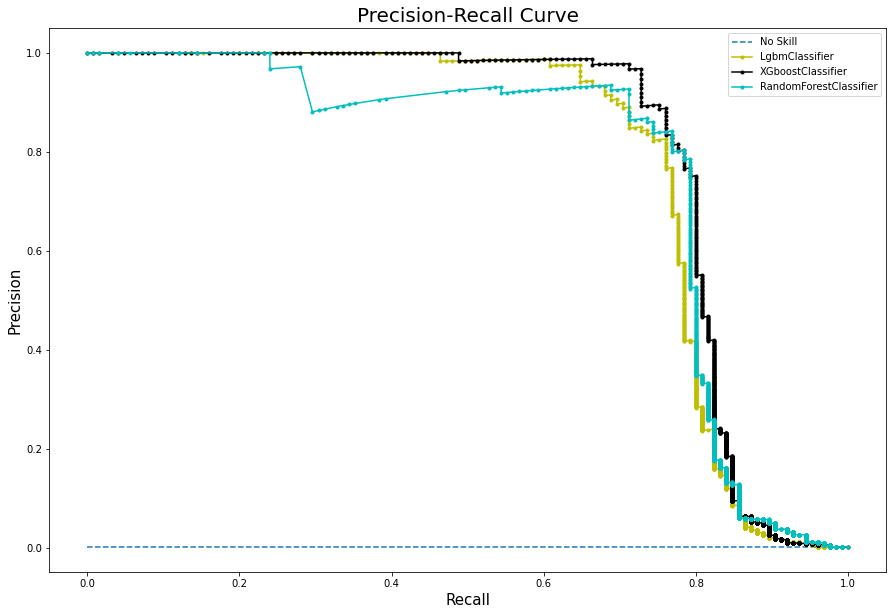 Precision-Recall Curve
No Skill
LgbmClassifier
XGboostClassifier
RandomForestClassifier
1.0
0.8
0.6
0.4
0.2
0.0
Precision
0.0 0.2 0.4 0.6 0.8 1.0
Recall